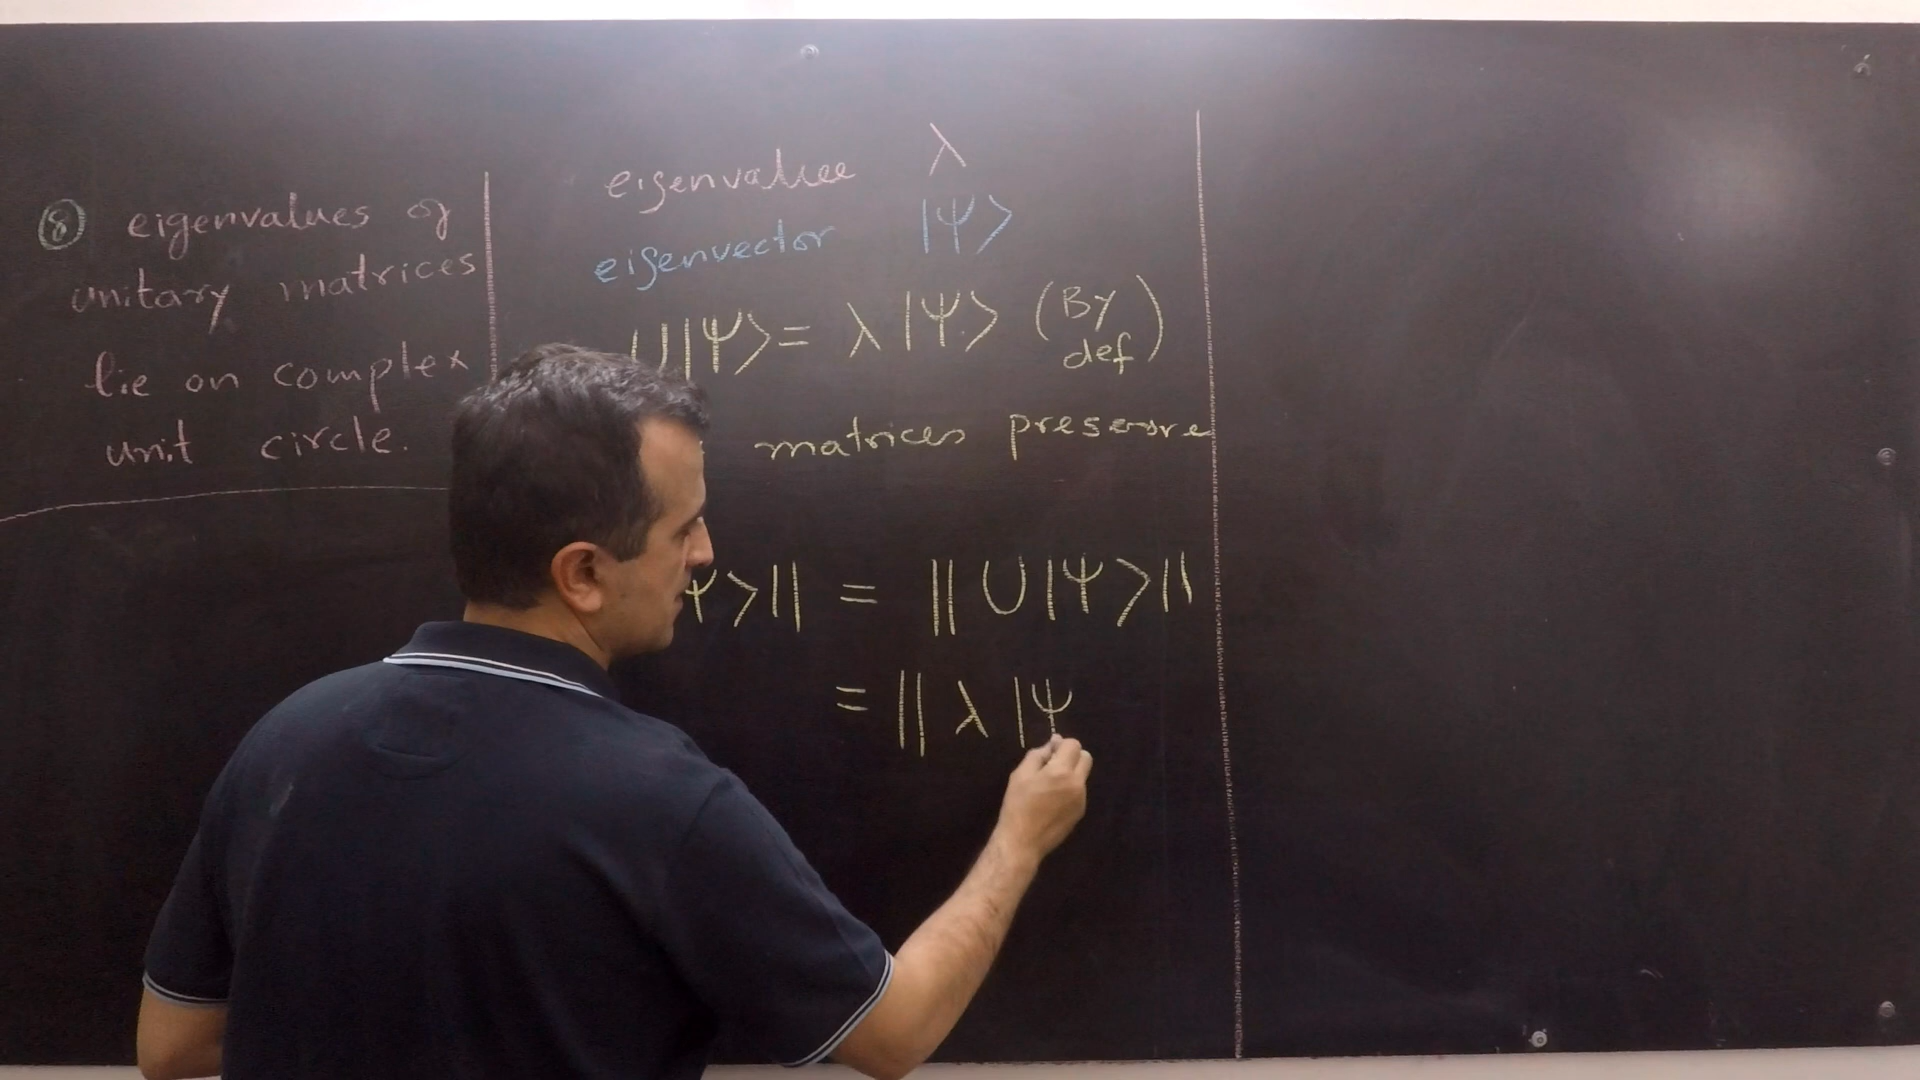 ⑧ eigenvalues of
unitary matrices
lie on complex
unit circle.
eigenvalue λ
eigenvector |Ψ>
U|Ψ> = λ|Ψ> (By def)
matrices preserve
Ψ>|| = ||U|Ψ>||
= ||λ|Ψ